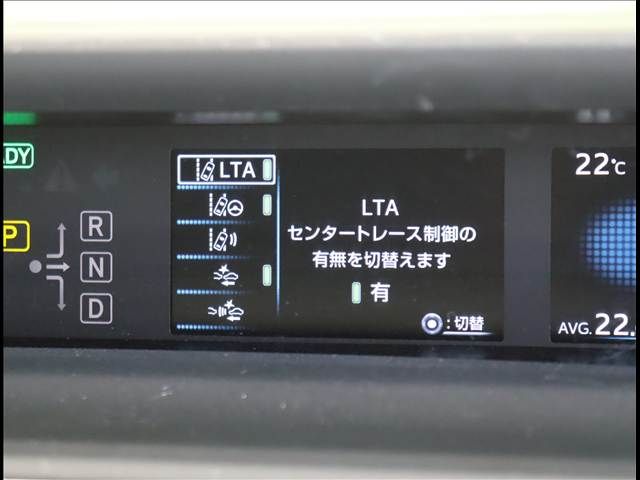 LTA
LTA
センタートレース制御の
有無を切替えます
有
:切替
P
R
N
D
22℃
AVG.22.